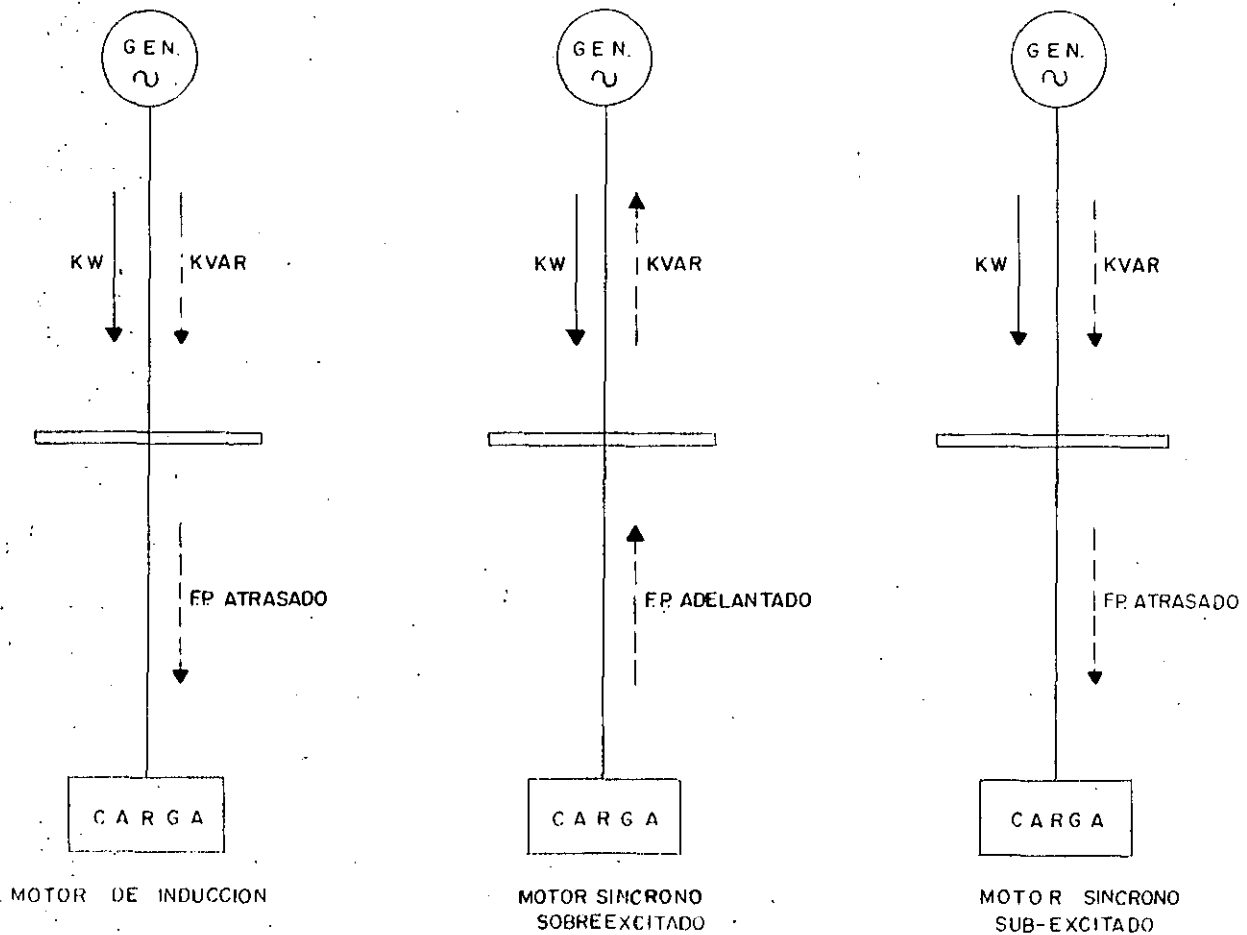 GEN.
KW
KVAR
F.P. ATRASADO
CARGA
MOTOR DE INDUCCION
GEN.
KW
KVAR
F.P. ADELANTADO
CARGA
MOTOR SINCRONO
SOBREEXCITADO
GEN.
KW
KVAR
F.P. ATRASADO
CARGA
MOTOR SINCRONO
SUB-EXCITADO